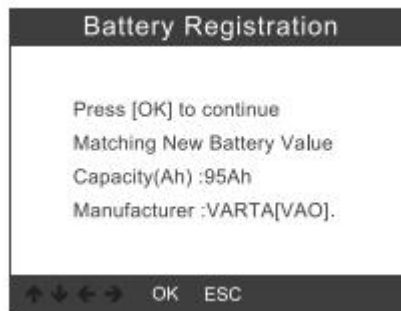 Battery Registration
Press [OK] to continue
Matching New Battery Value
Capacity(Ah) :95Ah
Manufacturer :VARTA[VAO].
OK ESC